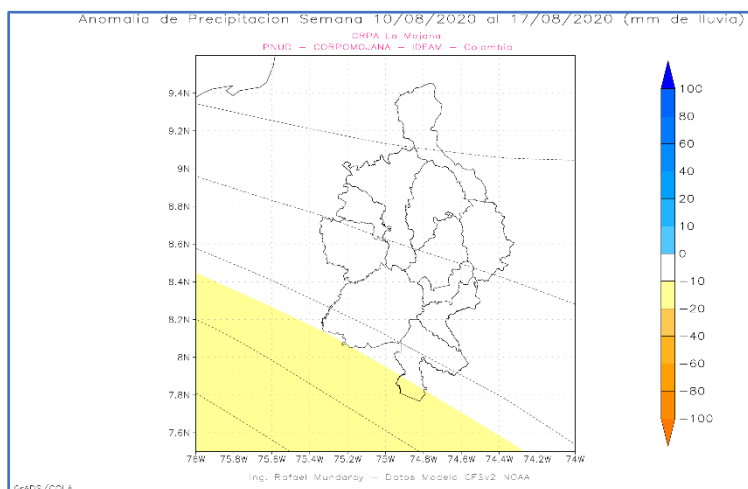 Anomalia de Precipitacion Semana 10/08/2020 al 17/08/2020 (mm de lluvia)
CRPA La Mojana
PNUD – CORPOMOJANA – IDEAM – Colombia
9.4N
9.2N
9N
8.8N
8.6N
8.4N
8.2N
8N
7.8N
7.6N
76W 75.8W 75.6W 75.4W 75.2W 75W 74.8W 74.6W 74.4W 74.2W 74W
100
80
60
40
20
0
−10
−20
−40
−60
−80
−100
Ing. Rafael Mundaray – Datos Modelo CFSv2 NOAA
GrADS/COLA